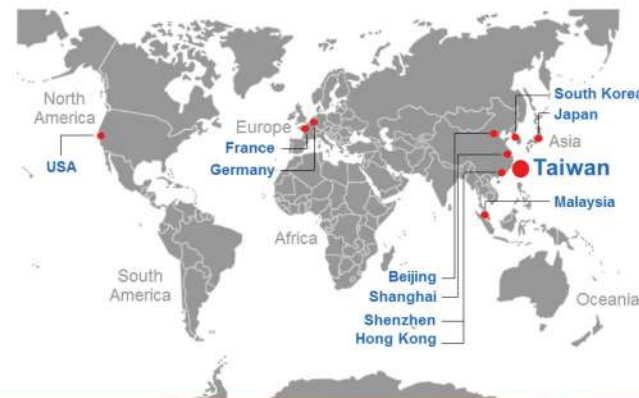 South Korea
North
America
Japan
Europe
Asia
France
USA
Germany
Taiwan
Malaysia
Africa
South
America
Beijing
Shanghai
Oceania
Shenzhen
Hong Kong